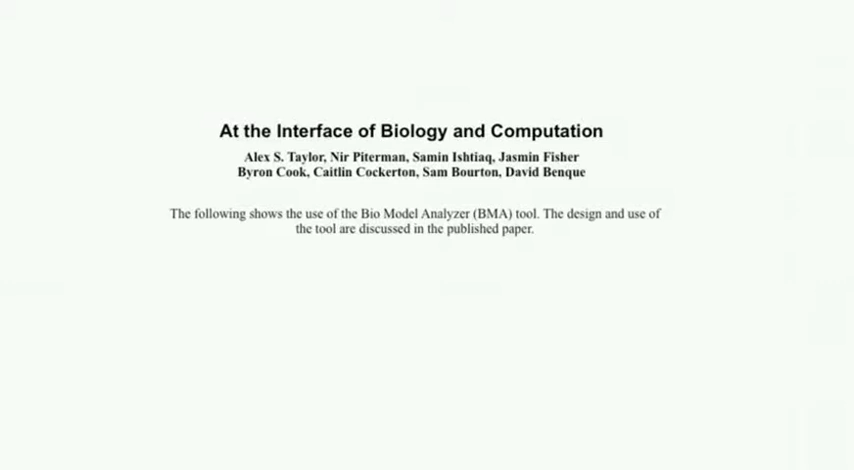 At the Interface of Biology and Computation
Alex S. Taylor, Nir Piterman, Samin Ishtiaq, Jasmin Fisher
Byron Cook, Caitlin Cockerton, Sam Bourton, David Benque
The following shows the use of the Bio Model Analyzer (BMA) tool. The design and use of
the tool are discussed in the published paper.